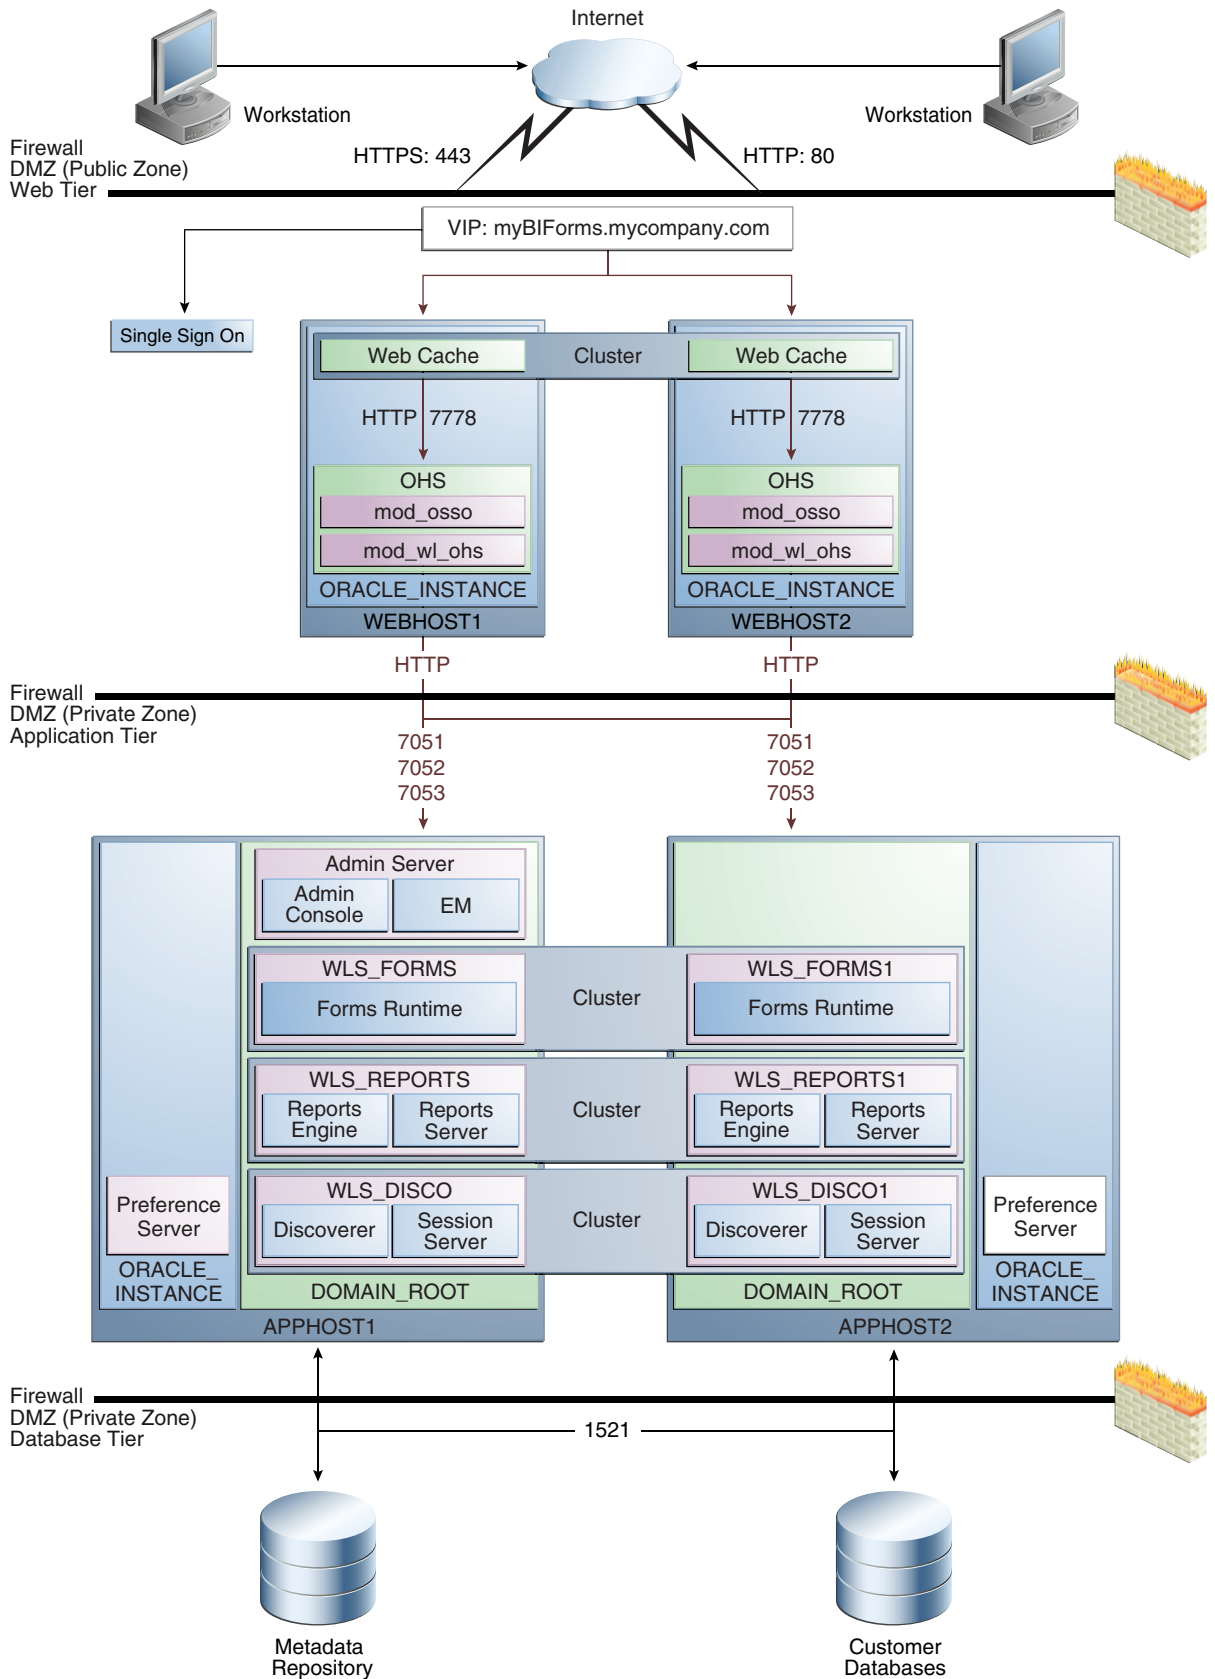 Internet
Workstation
Workstation
HTTPS: 443
HTTP: 80
Firewall
DMZ (Public Zone)
Web Tier
VIP: myBIForms.mycompany.com
Single Sign On
Web Cache
Cluster
Web Cache
HTTP 7778
HTTP 7778
OHS
mod_osso
mod_wl_ohs
ORACLE_INSTANCE
WEBHOST1
OHS
mod_osso
mod_wl_ohs
ORACLE_INSTANCE
WEBHOST2
HTTP
HTTP
Firewall
DMZ (Private Zone)
Application Tier
7051
7052
7053
7051
7052
7053
Admin Server
Admin
Console
EM
WLS_FORMS
Forms Runtime
Cluster
WLS_FORMS1
Forms Runtime
WLS_REPORTS
Reports
Engine
Reports
Server
Cluster
WLS_REPORTS1
Reports
Engine
Reports
Server
Preference
Server
ORACLE_
INSTANCE
WLS_DISCO
Discoverer
Session
Server
Cluster
WLS_DISCO1
Discoverer
Session
Server
Preference
Server
ORACLE_
INSTANCE
DOMAIN_ROOT
DOMAIN_ROOT
APPHOST1
APPHOST2
Firewall
DMZ (Private Zone)
Database Tier
1521
Metadata
Repository
Customer
Databases